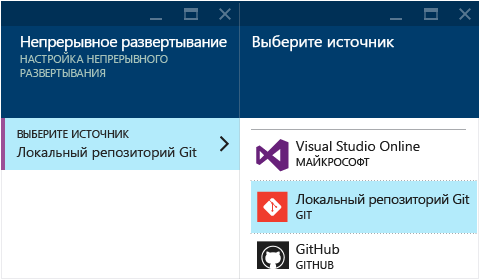 Непрерывное развертывание
НАСТРОЙКА НЕПРЕРЫВНОГО
РАЗВЕРТЫВАНИЯ
ВЫБЕРИТЕ ИСТОЧНИК
Локальный репозиторий Git
Выберите источник
Visual Studio Online
МАЙКРОСОФТ
Локальный репозиторий Git
GIT
GitHub
GITHUB